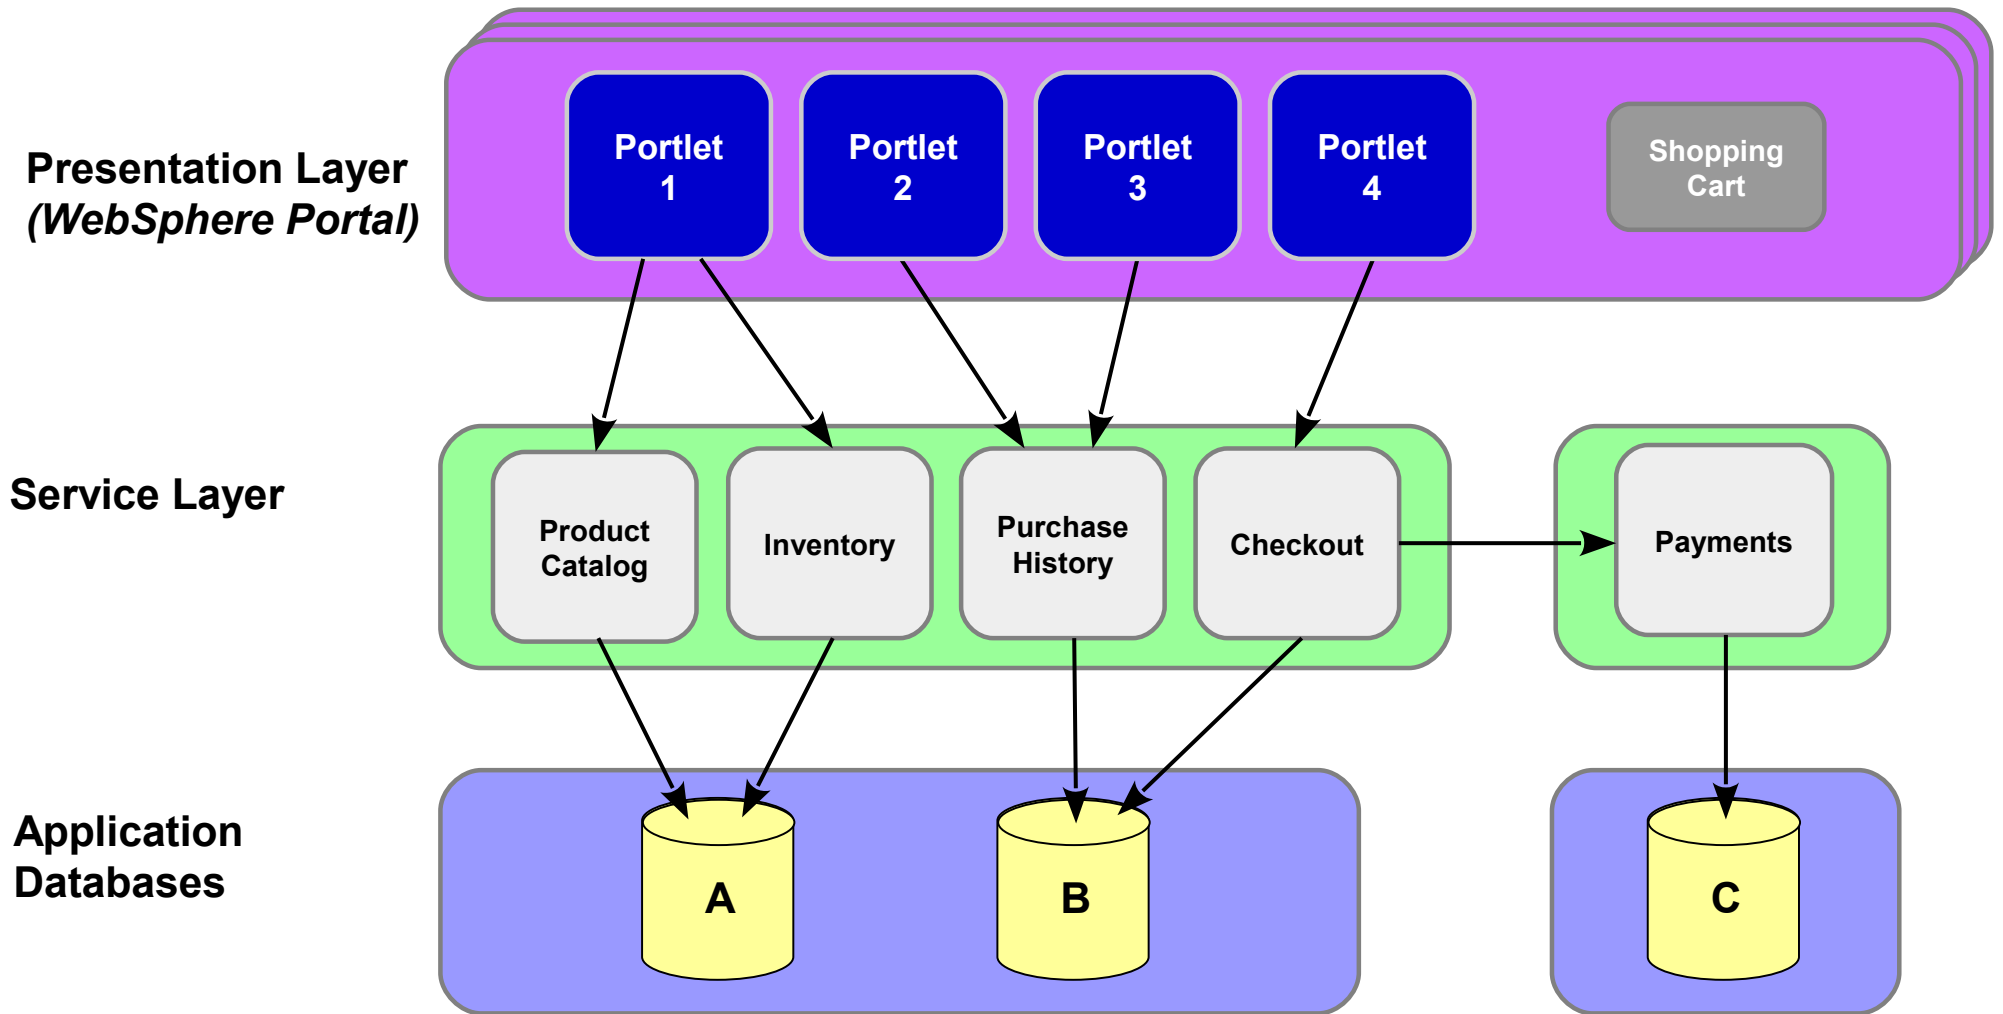 Presentation Layer
(WebSphere Portal)
Portlet
1
Portlet
2
Portlet
3
Portlet
4
Shopping
Cart
Service Layer
Product
Catalog
Inventory
Purchase
History
Checkout
Payments
Application
Databases
A
B
C